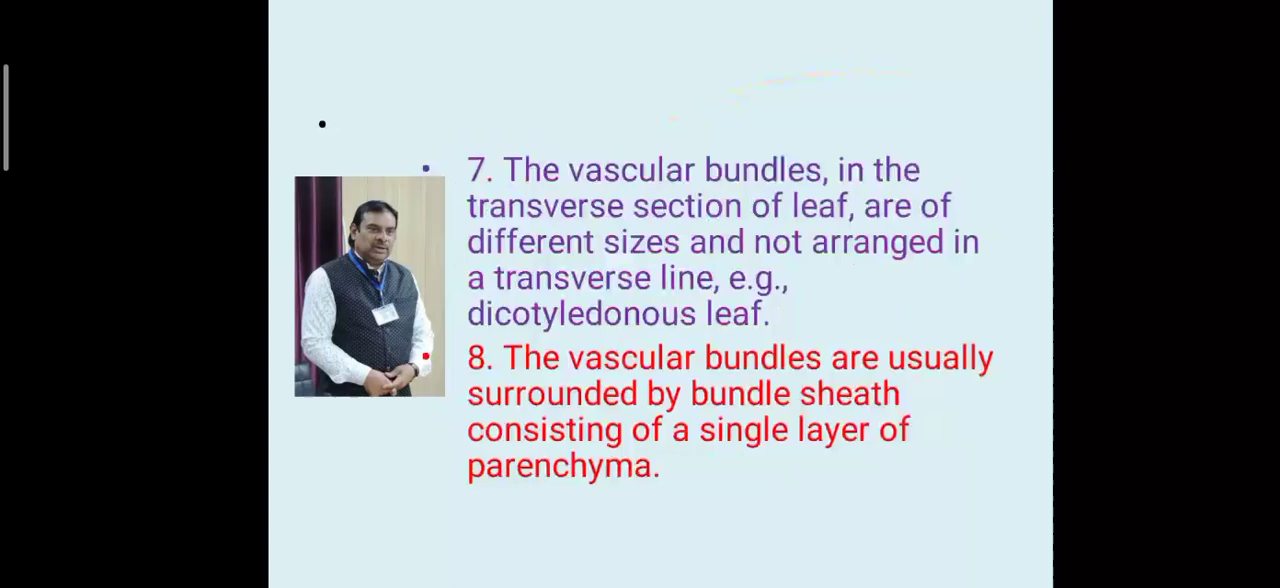 7. The vascular bundles, in the
transverse section of leaf, are of
different sizes and not arranged in
a transverse line, e.g.,
dicotyledonous leaf.
8. The vascular bundles are usually
surrounded by bundle sheath
consisting of a single layer of
parenchyma.